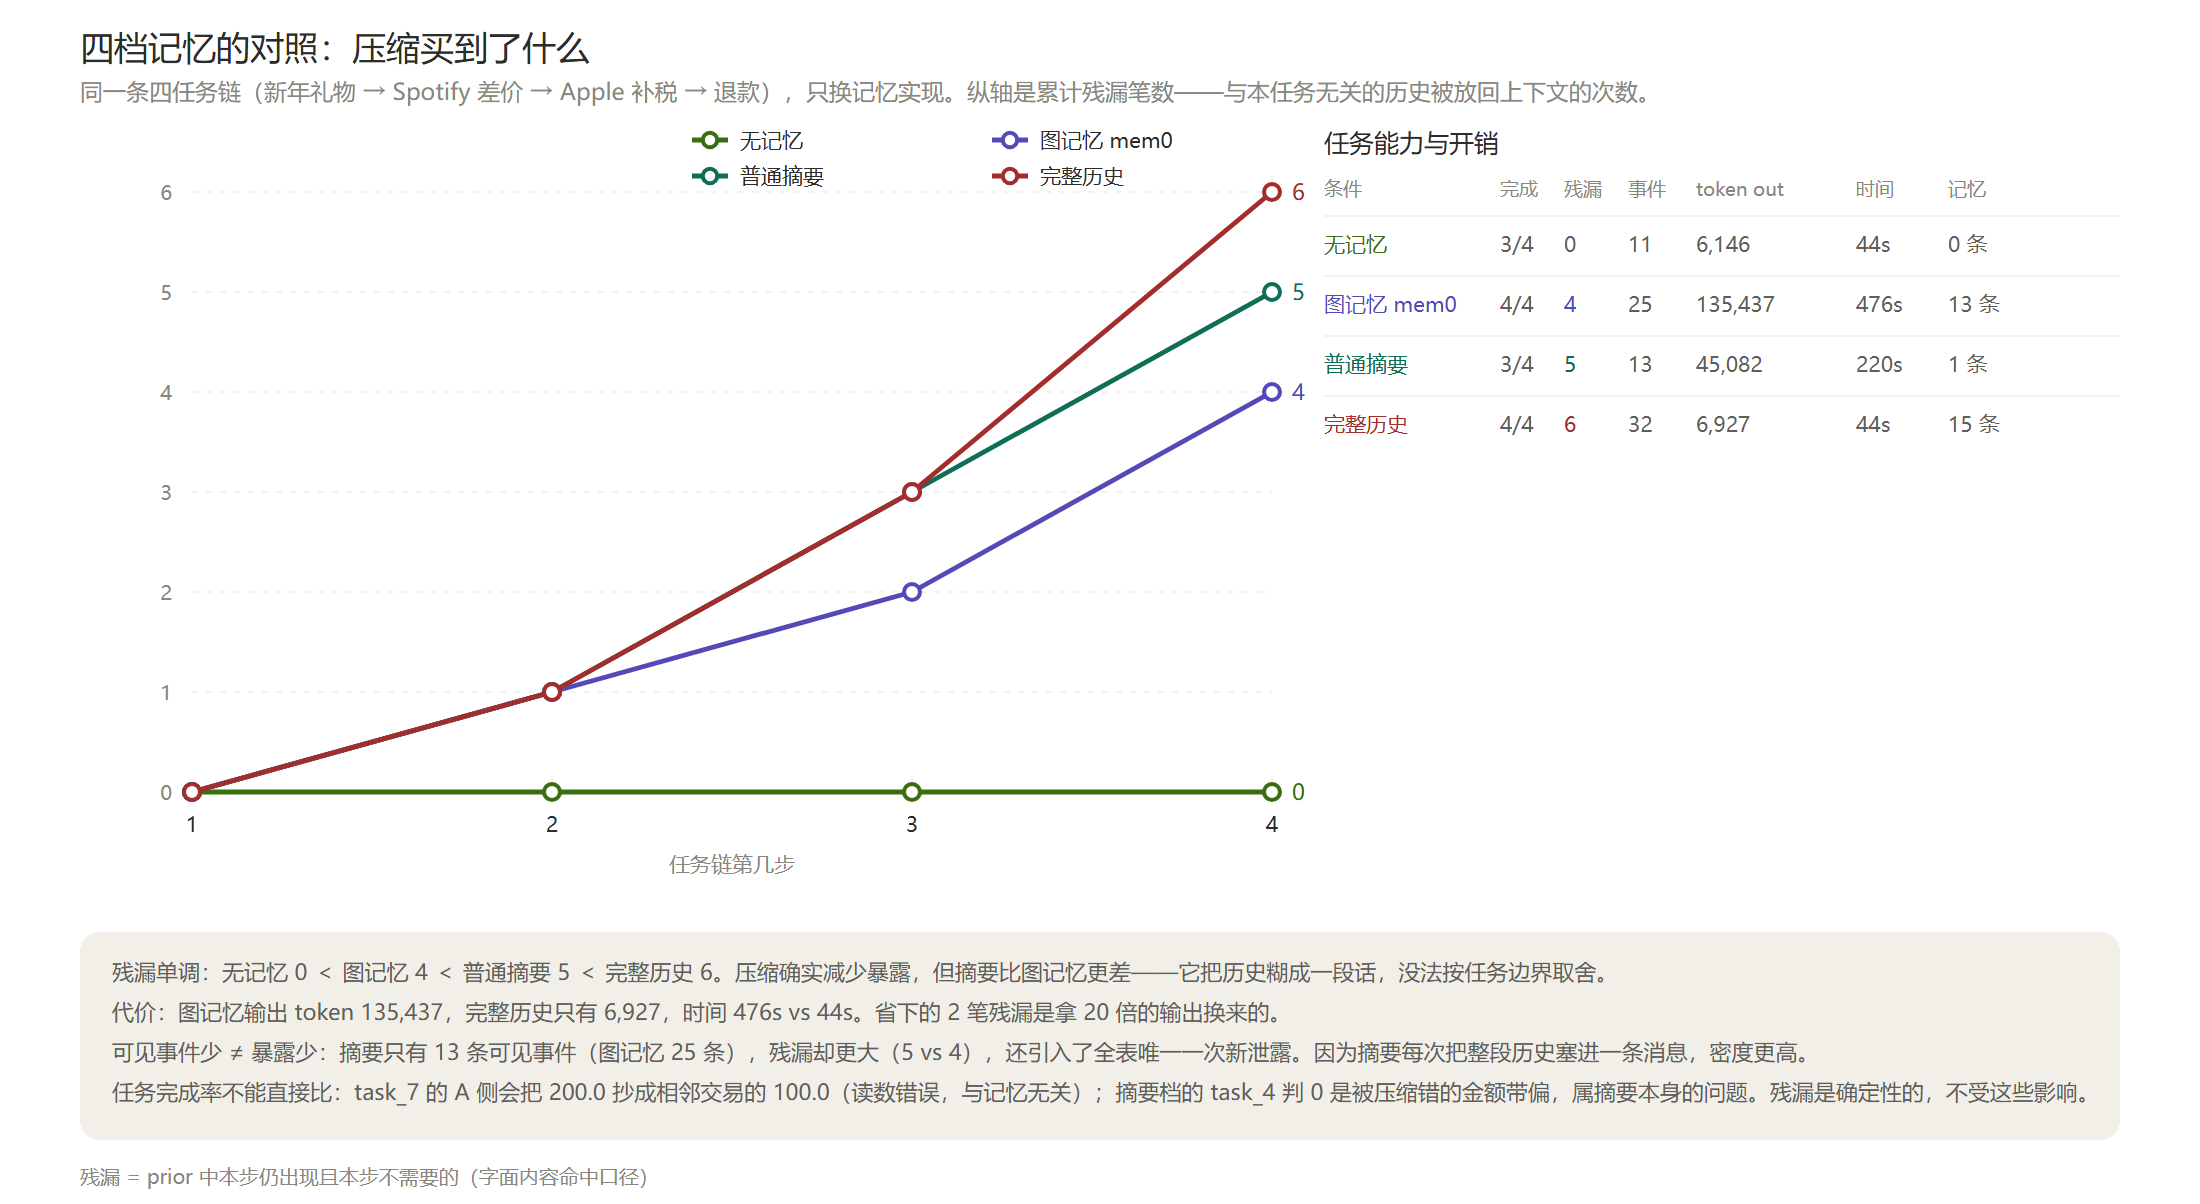 四档记忆的对照：压缩买到了什么
同一条四任务链（新年礼物 → Spotify 差价 → Apple 补税 → 退款），只换记忆实现。纵轴是累计残漏笔数——与本任务无关的历史被放回上下文的次数。
无记忆
图记忆 mem0
普通摘要
完整历史
6
5
4
3
2
1
0
6
5
4
0
1
2
3
4
任务链第几步
任务能力与开销
条件 完成 残漏 事件 token out 时间 记忆
无记忆 3/4 0 11 6,146 44s 0 条
图记忆 mem0 4/4 4 25 135,437 476s 13 条
普通摘要 3/4 5 13 45,082 220s 1 条
完整历史 4/4 6 32 6,927 44s 15 条
残漏单调：无记忆 0 < 图记忆 4 < 普通摘要 5 < 完整历史 6。压缩确实减少暴露，但摘要比图记忆更差——它把历史糊成一段话，没法按任务边界取舍。
代价：图记忆输出 token 135,437，完整历史只有 6,927，时间 476s vs 44s。省下的 2 笔残漏是拿 20 倍的输出换来的。
可见事件少 ≠ 暴露少：摘要只有 13 条可见事件（图记忆 25 条），残漏却更大（5 vs 4），还引入了全表唯一一次新泄露。因为摘要每次把整段历史塞进一条消息，密度更高。
任务完成率不能直接比：task_7 的 A 侧会把 200.0 抄成相邻交易的 100.0（读数错误，与记忆无关）；摘要档的 task_4 判 0 是被压缩错的金额带偏，属摘要本身的问题。残漏是确定性的，不受这些影响。
残漏 = prior 中本步仍出现且本步不需要的（字面内容命中口径）